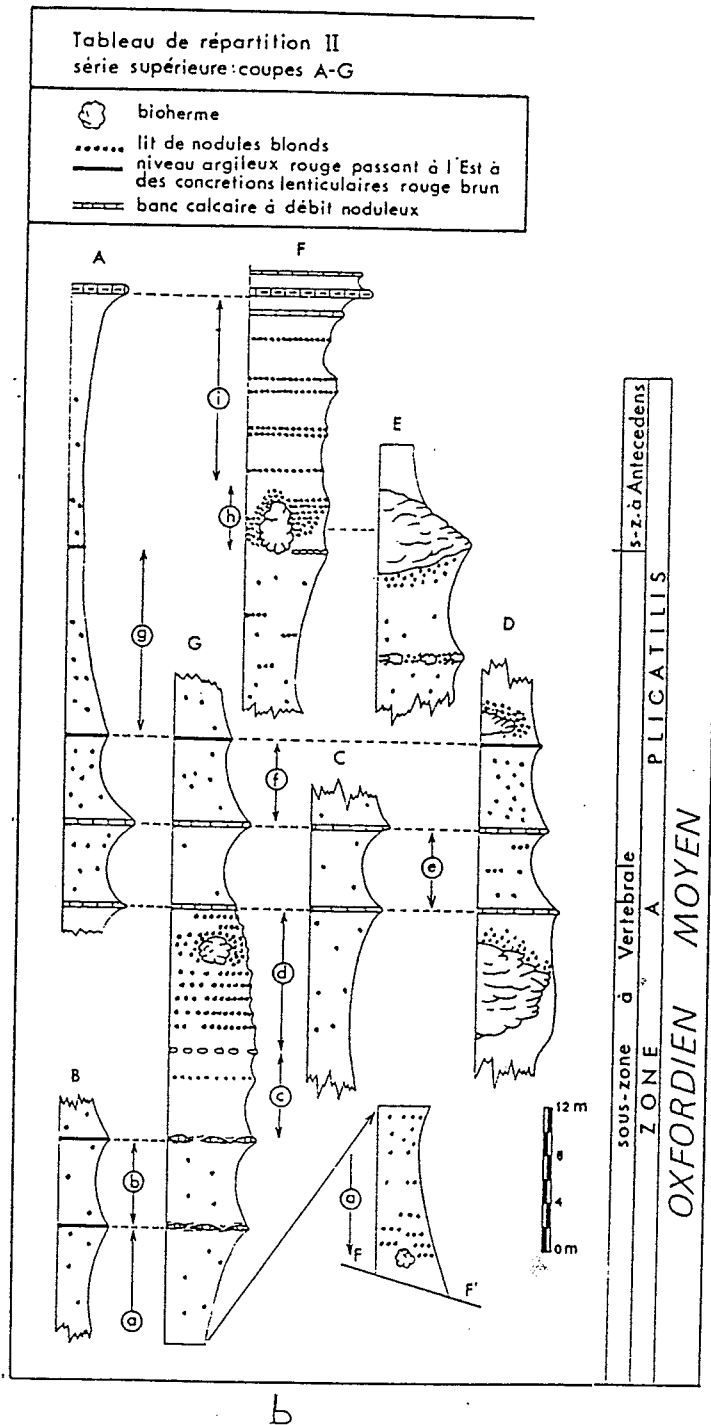 Tableau de répartition II
série supérieure: coupes A-G
bioherme
lit de nodules blonds
niveau argileux rouge passant à l'Est à
des concretions lenticulaires rouge brun
banc calcaire à débit noduleux
A
F
i
E
h
g
G
D
C
f
e
d
B
c
b
a
a
F
F'
12 m
8
4
0 m
s-z. à Antecedens
sous-zone à Vertebrale
ZONE A PLICATILIS
OXFORDIEN MOYEN
b